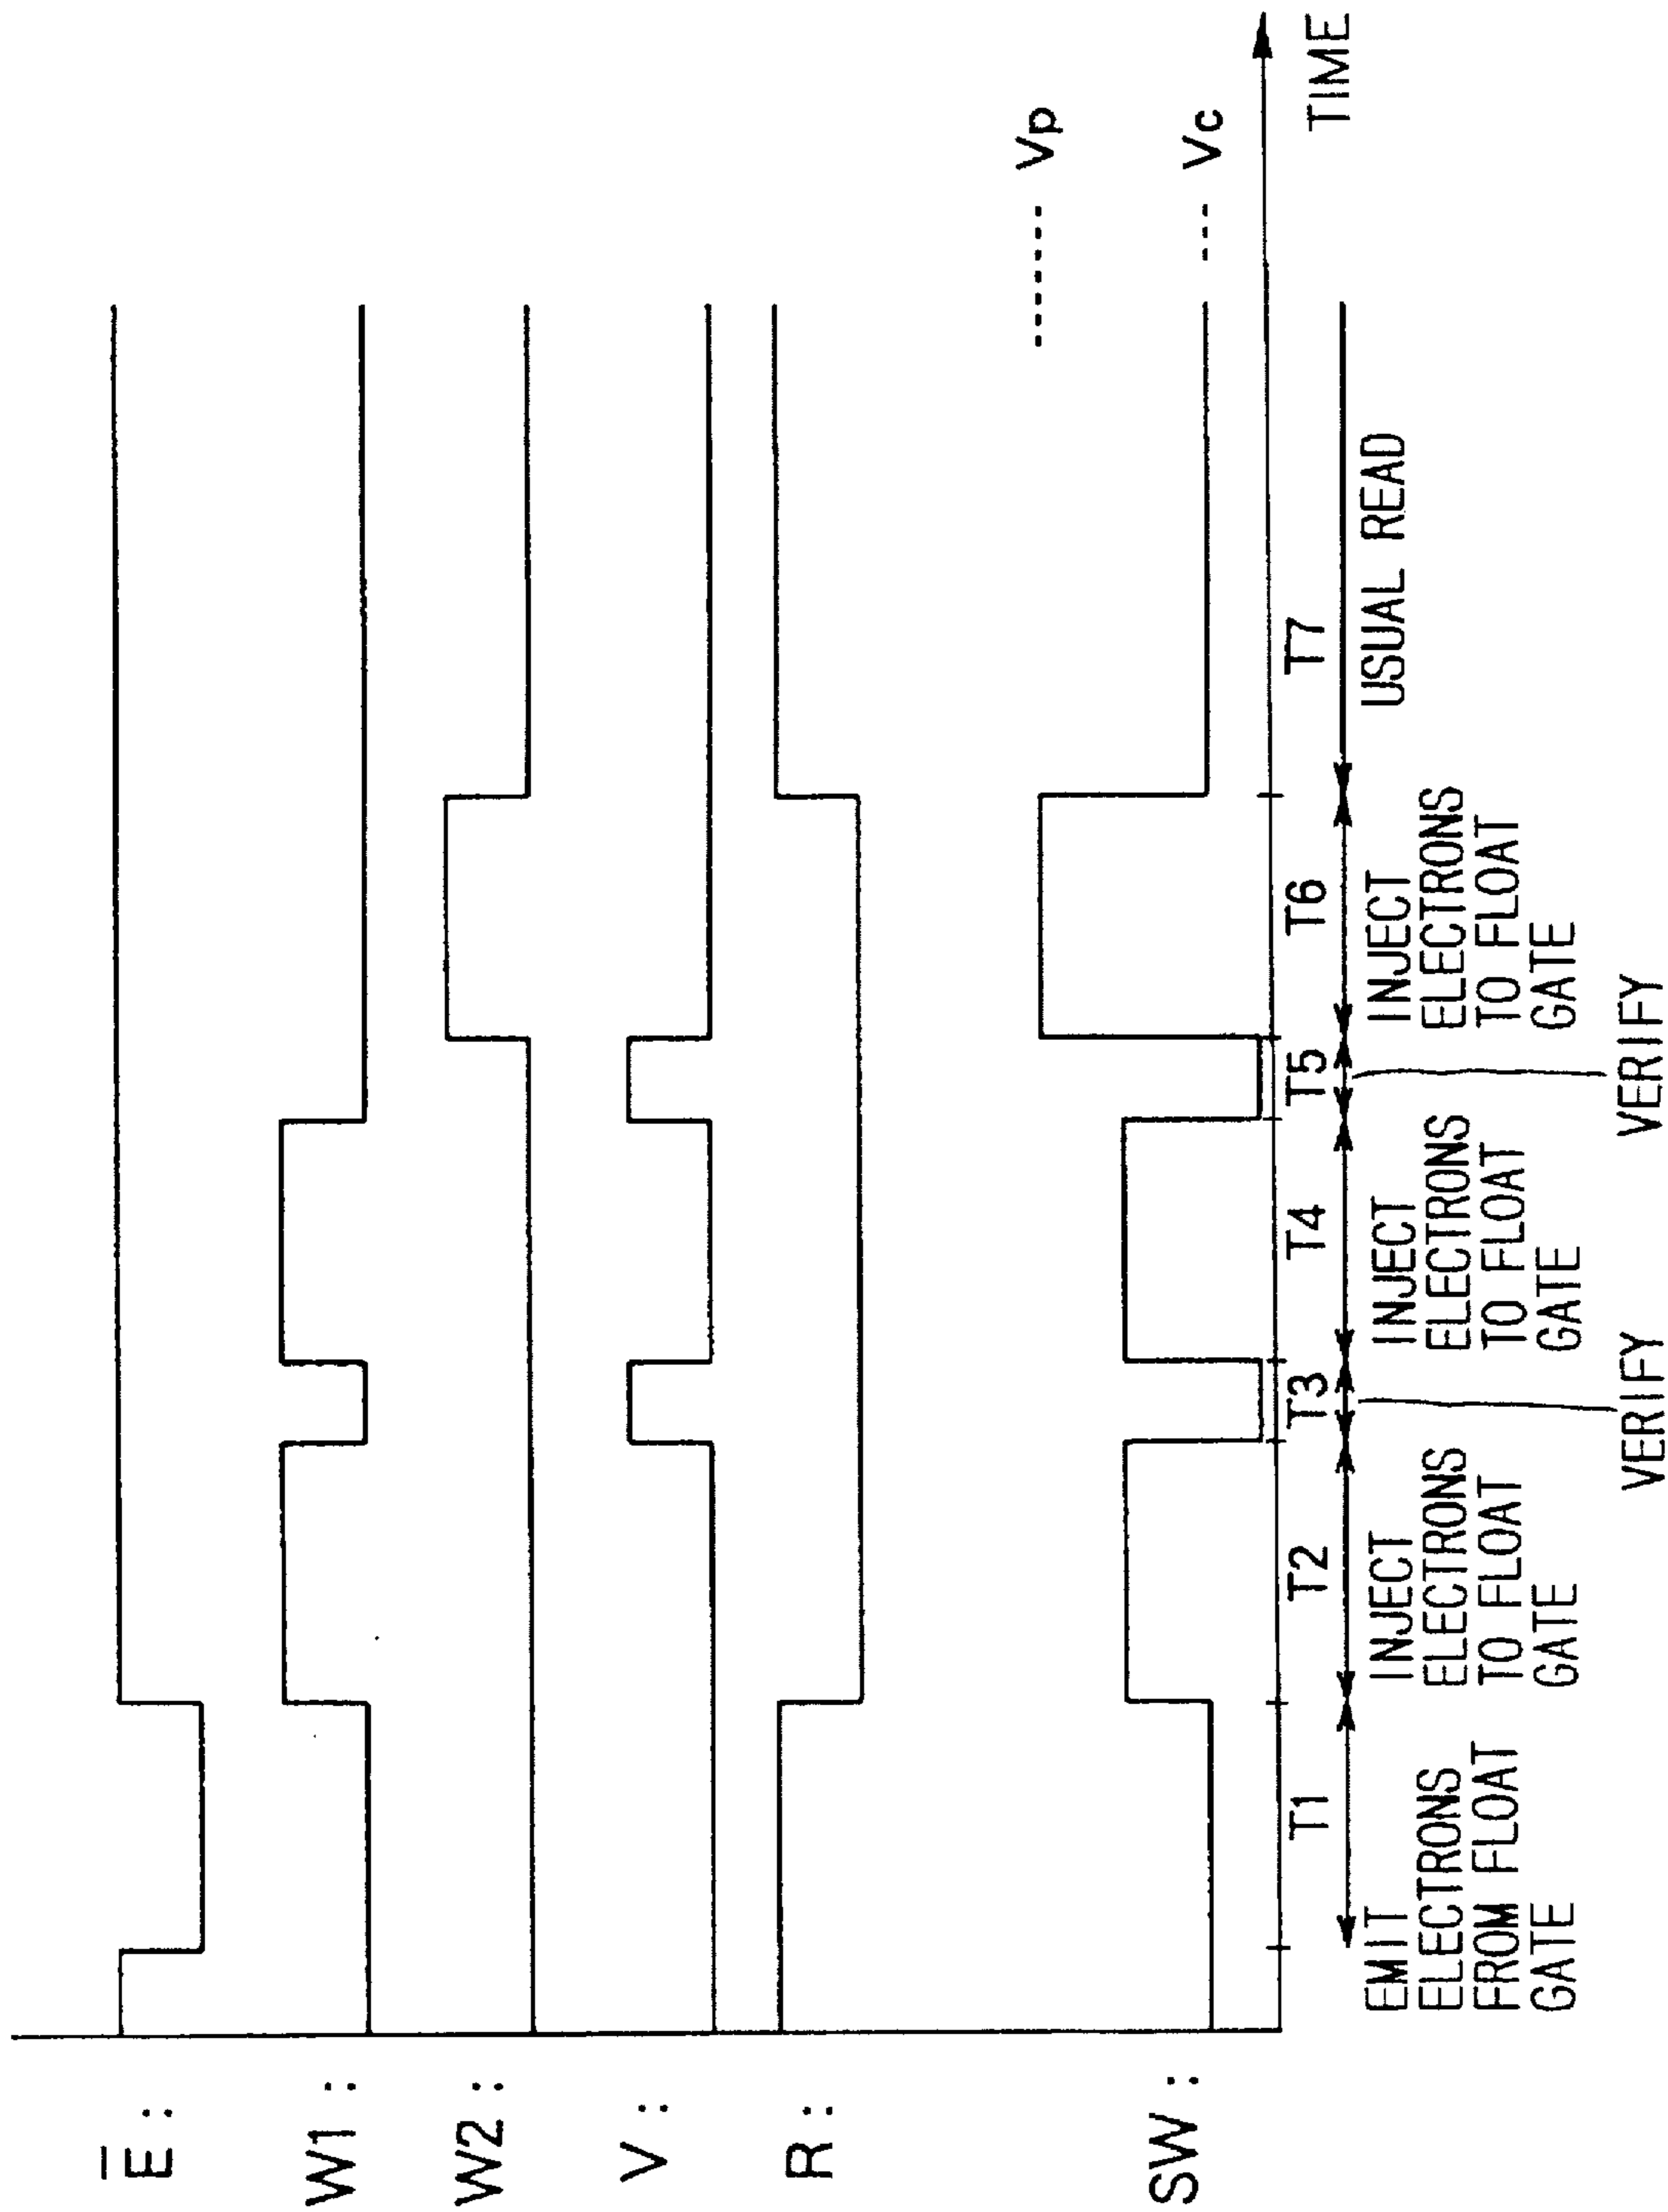 E̅ :
W1 :
W2 :
V :
R :
SW :
Vp
Vc
TIME
T1
T2
T3
T4
T5
T6
T7
EMIT
ELECTRONS
FROM FLOAT
GATE
INJECT
ELECTRONS
TO FLOAT
GATE
VERIFY
INJECT
ELECTRONS
TO FLOAT
GATE
VERIFY
INJECT
ELECTRONS
TO FLOAT
GATE
USUAL READ